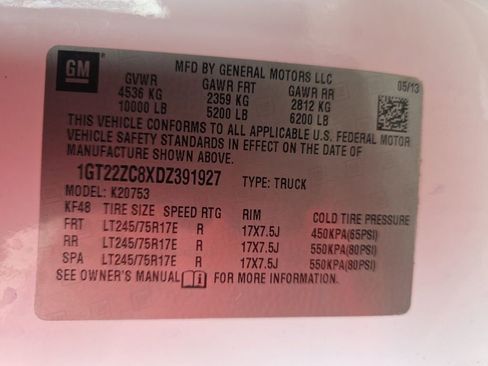 GM
MFD BY GENERAL MOTORS LLC
05/13
GVWR GAWR FRT GAWR RR
4536 KG 2359 KG 2812 KG
10000 LB 5200 LB 6200 LB
THIS VEHICLE CONFORMS TO ALL APPLICABLE U.S. FEDERAL MOTOR
VEHICLE SAFETY STANDARDS IN EFFECT ON THE DATE OF
MANUFACTURE SHOWN ABOVE.
1GT22ZC8XDZ391927 TYPE: TRUCK
MODEL: K20753
KF48 TIRE SIZE SPEED RTG RIM COLD TIRE PRESSURE
FRT LT245/75R17E R 17X7.5J 450KPA(65PSI)
RR LT245/75R17E R 17X7.5J 550KPA(80PSI)
SPA LT245/75R17E R 17X7.5J 550KPA(80PSI)
SEE OWNER'S MANUAL FOR MORE INFORMATION.